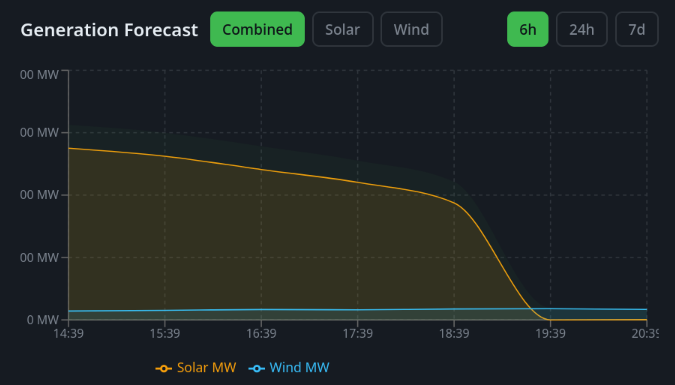 Generation Forecast Combined Solar Wind 6h 24h 7d
00 MW
00 MW
00 MW
00 MW
0 MW
14:39 15:39 16:39 17:39 18:39 19:39 20:39
Solar MW Wind MW